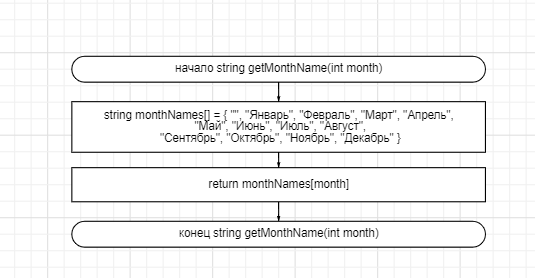 начало string getMonthName(int month)
string monthNames[] = { "", "Январь", "Февраль", "Март", "Апрель",
"Май", "Июнь", "Июль", "Август",
"Сентябрь", "Октябрь", "Ноябрь", "Декабрь" }
return monthNames[month]
конец string getMonthName(int month)